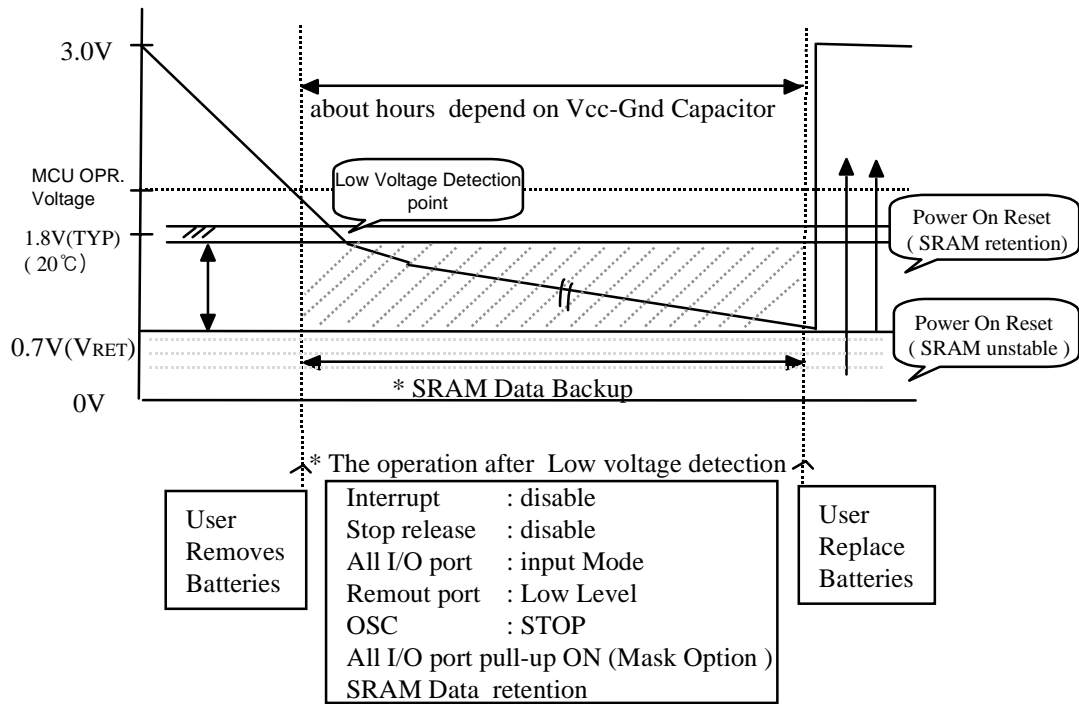 3.0V
about hours depend on Vcc-Gnd Capacitor
MCU OPR.
Voltage
Low Voltage Detection
point
1.8V(TYP)
( 20℃)
Power On Reset
( SRAM retention)
0.7V(VRET)
Power On Reset
( SRAM unstable )
* SRAM Data Backup
0V
* The operation after Low voltage detection
User
Removes
Batteries
Interrupt : disable
Stop release : disable
All I/O port : input Mode
Remout port : Low Level
OSC : STOP
All I/O port pull-up ON (Mask Option )
SRAM Data retention
User
Replace
Batteries